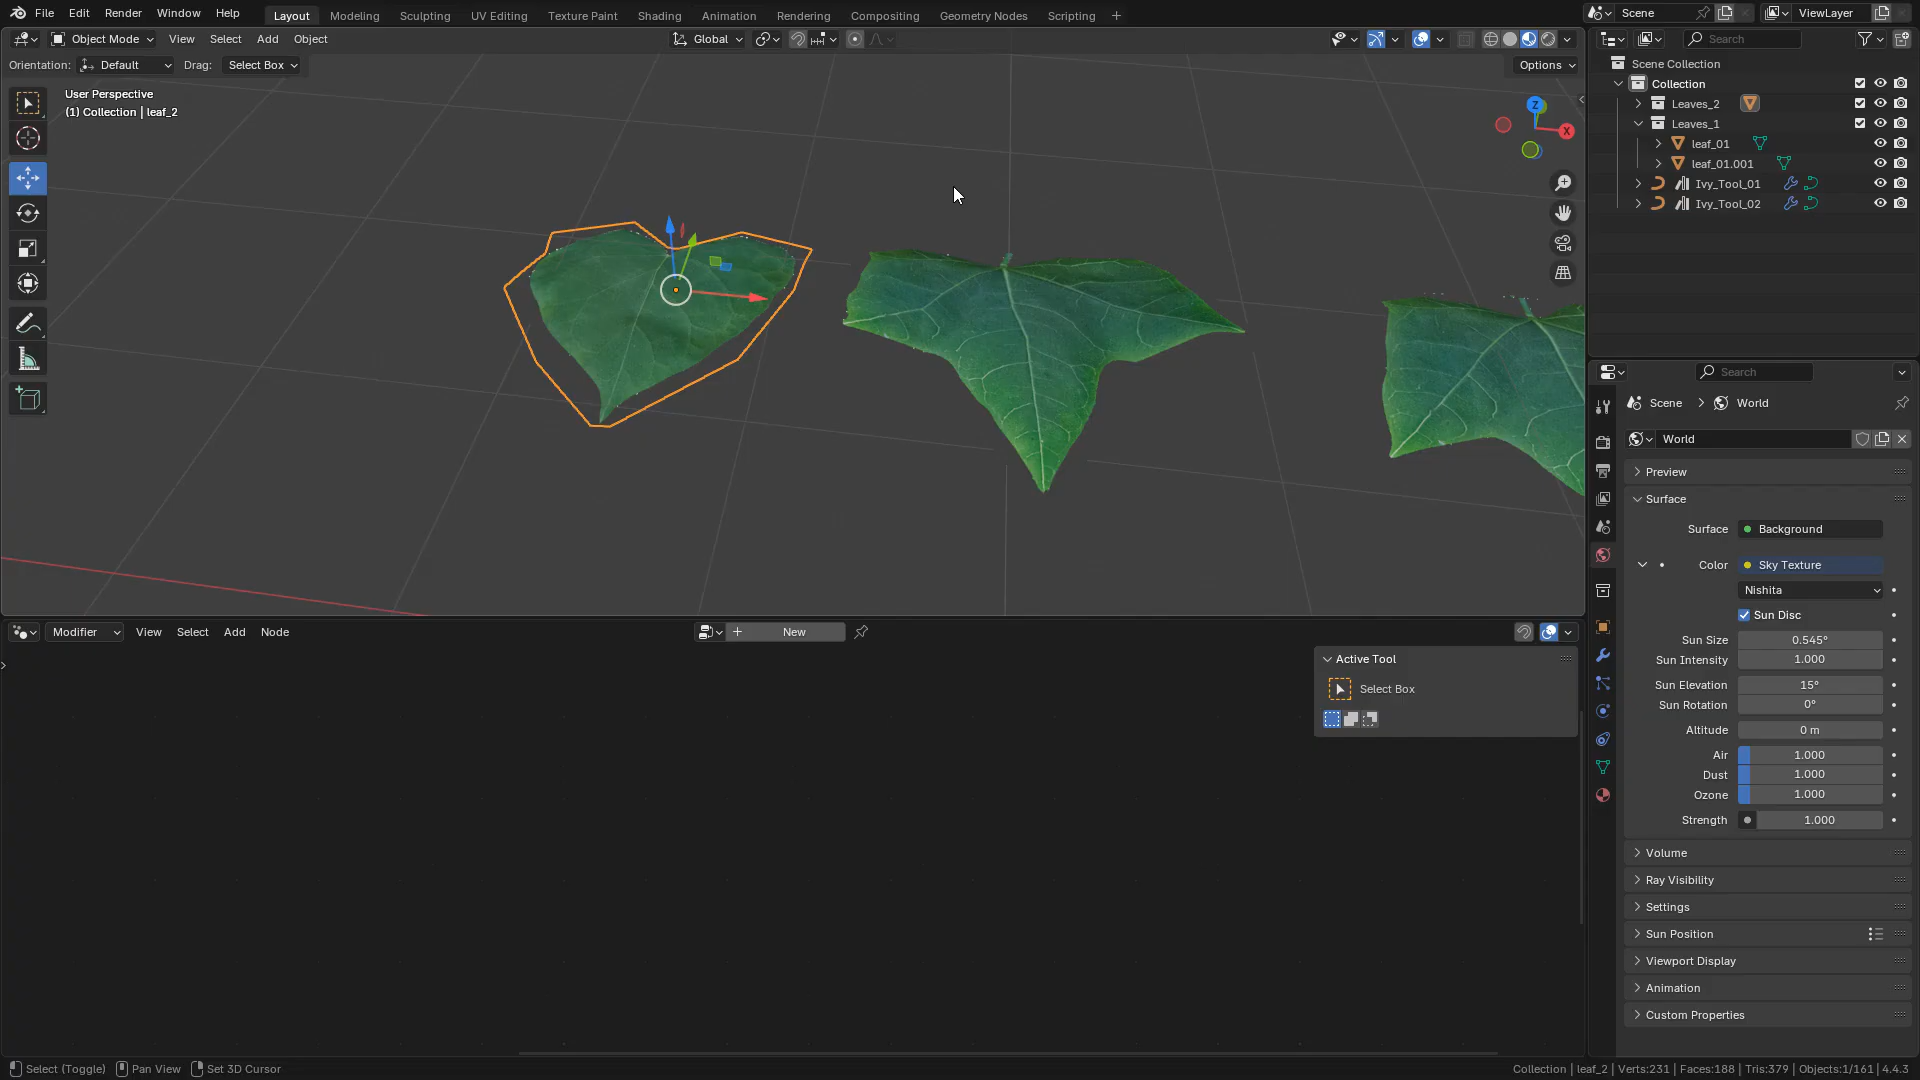 File Edit Render Window Help Layout Modeling Sculpting UV Editing Texture Paint Shading Animation Rendering Compositing Geometry Nodes Scripting + Scene ViewLayer
Object Mode View Select Add Object Global Search
Orientation: Default Drag: Select Box Options
User Perspective
(1) Collection | leaf_2
Z
X
Scene Collection
Collection
Leaves_2
Leaves_1
leaf_01
leaf_01.001
Ivy_Tool_01
Ivy_Tool_02
Search
Scene > World
World
Preview
Surface
Surface Background
Color Sky Texture
Nishita
Sun Disc
Sun Size 0.545°
Sun Intensity 1.000
Sun Elevation 15°
Sun Rotation 0°
Altitude 0 m
Air 1.000
Dust 1.000
Ozone 1.000
Strength 1.000
Volume
Ray Visibility
Settings
Sun Position
Viewport Display
Animation
Custom Properties
Modifier View Select Add Node + New
Active Tool
Select Box
Select (Toggle) Pan View Set 3D Cursor Collection | leaf_2 | Verts:231 | Faces:188 | Tris:379 | Objects:1/161 | 4.4.3